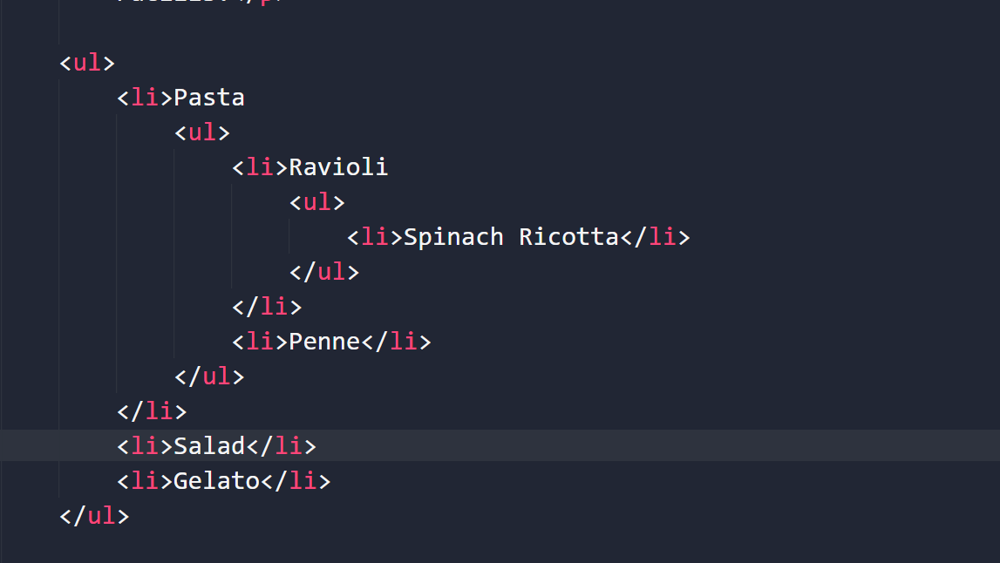 <ul>
    <li>Pasta
        <ul>
            <li>Ravioli
                <ul>
                    <li>Spinach Ricotta</li>
                </ul>
            </li>
            <li>Penne</li>
        </ul>
    </li>
    <li>Salad</li>
    <li>Gelato</li>
</ul>